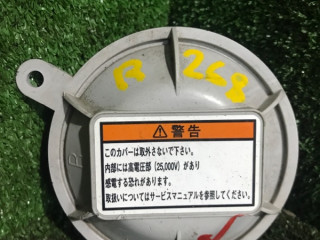 R 268
⚠警告
このカバーは取外さないで下さい。
内部には高電圧部(25,000V)があり
感電する恐れがあります。
取扱いについてはサービスマニュアルを参照してください。
R